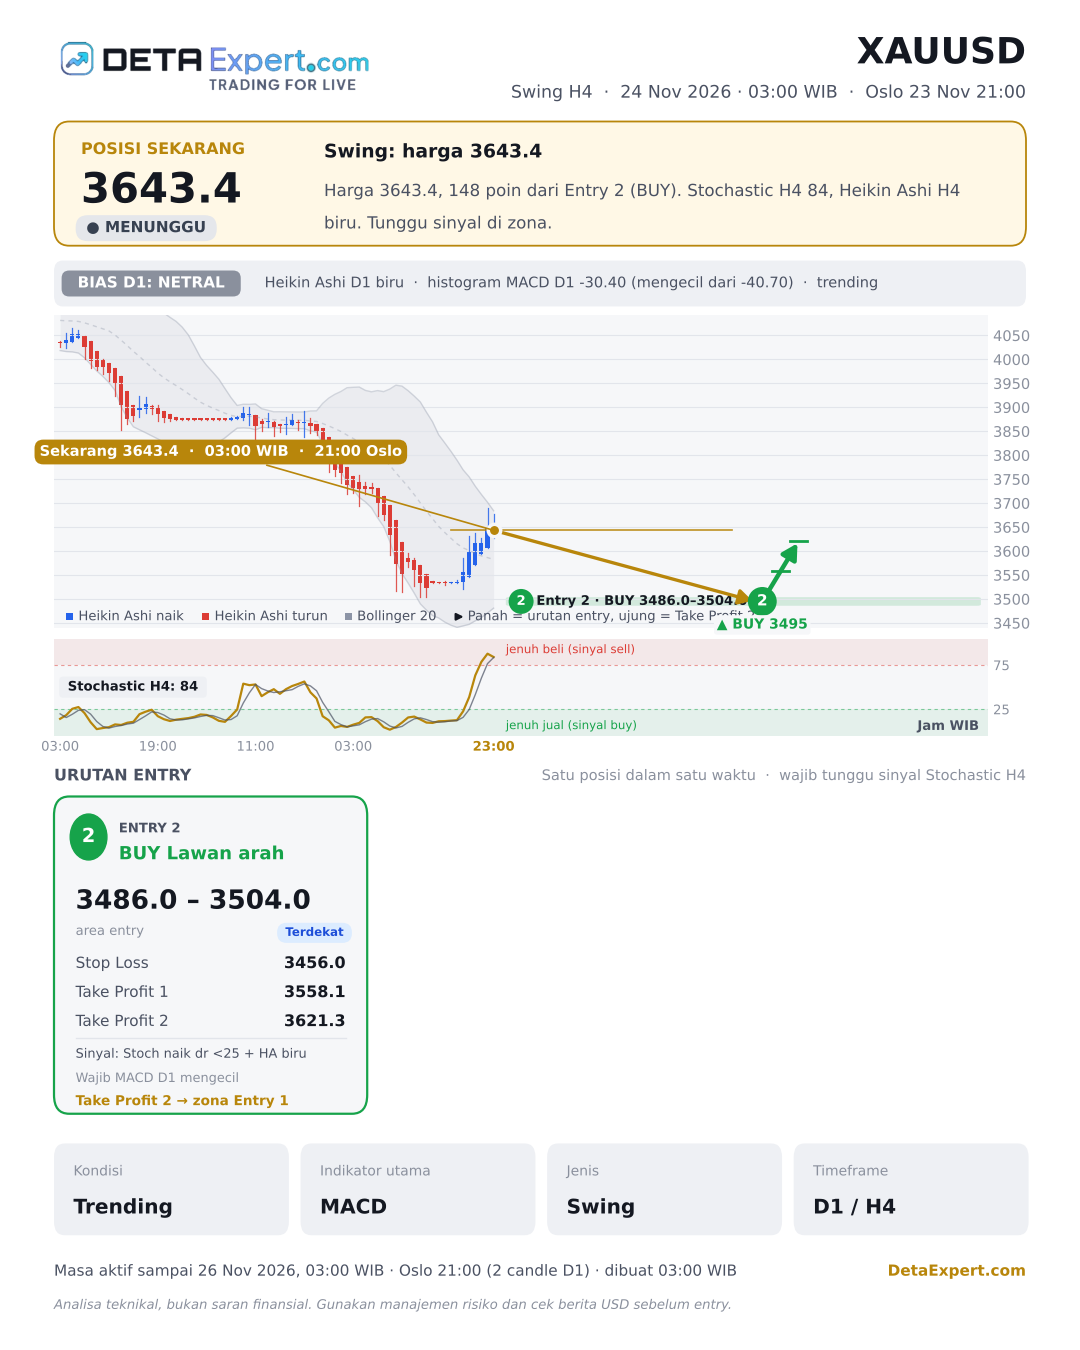 DETA Expert.com
TRADING FOR LIVE
XAUUSD
Swing H4 · 24 Nov 2026 · 03:00 WIB · Oslo 23 Nov 21:00
POSISI SEKARANG
3643.4
● MENUNGGU
Swing: harga 3643.4
Harga 3643.4, 148 poin dari Entry 2 (BUY). Stochastic H4 84, Heikin Ashi H4
biru. Tunggu sinyal di zona.
BIAS D1: NETRAL
Heikin Ashi D1 biru · histogram MACD D1 -30.40 (mengecil dari -40.70) · trending
4050
4000
3950
3900
3850
3800
3750
3700
3650
3600
3550
3500
3450
Sekarang 3643.4 · 03:00 WIB · 21:00 Oslo
2 Entry 2 · BUY 3486.0–3504.
2
▲ BUY 3495
Heikin Ashi naik
Heikin Ashi turun
Bollinger 20
Panah = urutan entry, ujung = Take Profit 2
jenuh beli (sinyal sell)
75
Stochastic H4: 84
25
jenuh jual (sinyal buy)
Jam WIB
03:00 19:00 11:00 03:00 23:00
URUTAN ENTRY
Satu posisi dalam satu waktu · wajib tunggu sinyal Stochastic H4
2
ENTRY 2
BUY Lawan arah
3486.0 – 3504.0
area entry
Terdekat
Stop Loss 3456.0
Take Profit 1 3558.1
Take Profit 2 3621.3
Sinyal: Stoch naik dr <25 + HA biru
Wajib MACD D1 mengecil
Take Profit 2 → zona Entry 1
Kondisi
Trending
Indikator utama
MACD
Jenis
Swing
Timeframe
D1 / H4
Masa aktif sampai 26 Nov 2026, 03:00 WIB · Oslo 21:00 (2 candle D1) · dibuat 03:00 WIB
DetaExpert.com
Analisa teknikal, bukan saran finansial. Gunakan manajemen risiko dan cek berita USD sebelum entry.